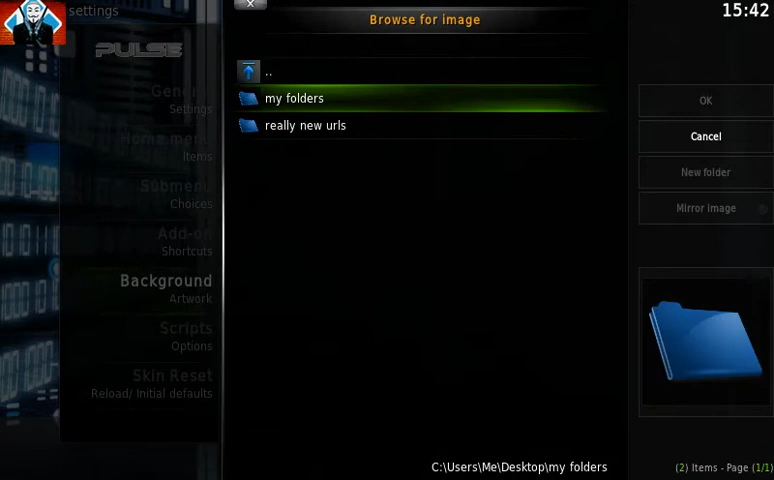 settings
PULSE
General
Settings
Home menu
Items
Submenu
Choices
Add-on
Shortcuts
Background
Artwork
Scripts
Options
Skin Reset
Reload/ Initial defaults
Browse for image
..
my folders
really new urls
C:\Users\Me\Desktop\my folders
15:42
OK
Cancel
New folder
Mirror image
(2) Items - Page (1/1)